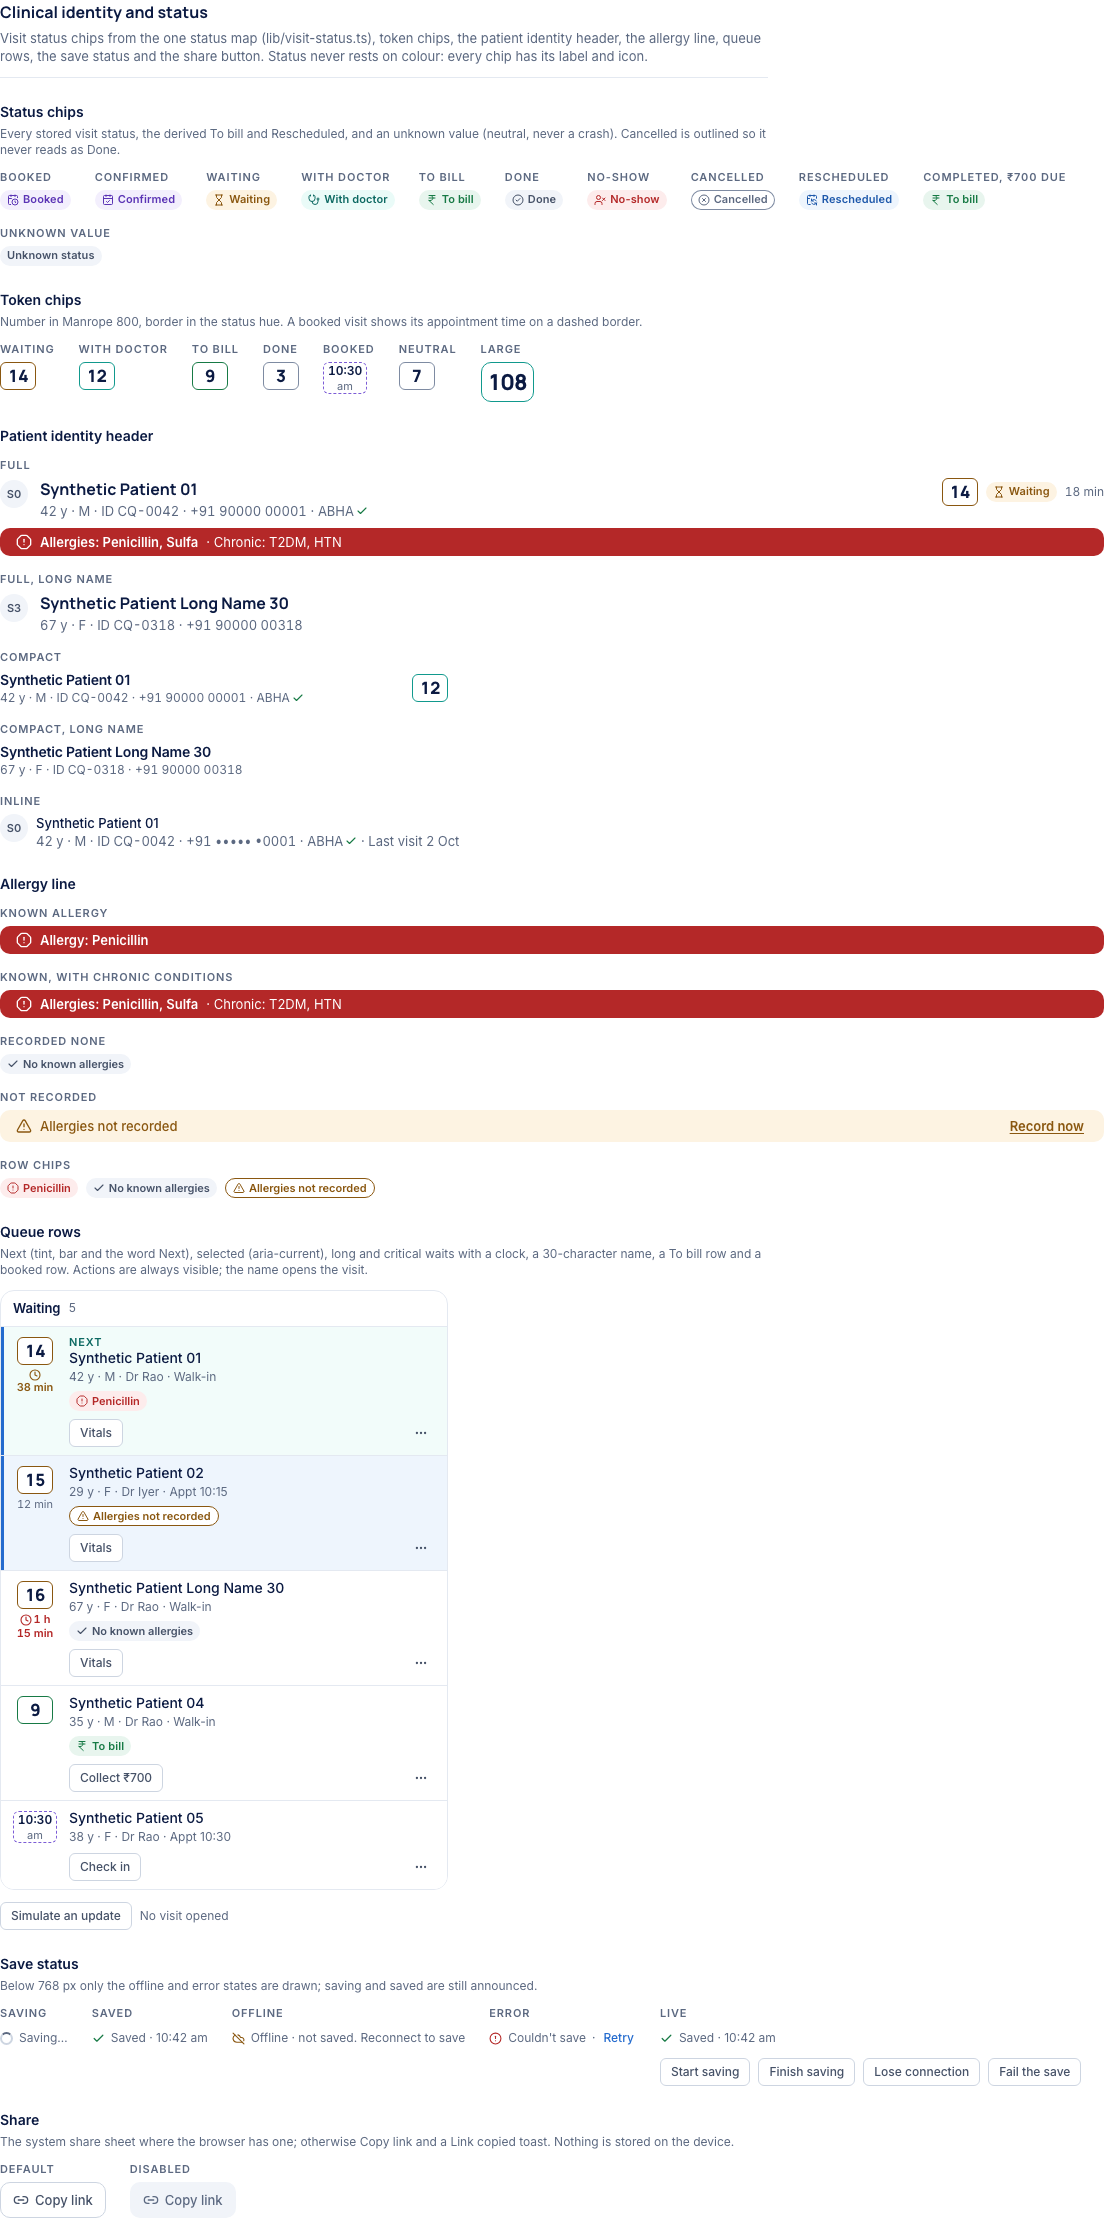 Clinical identity and status
Visit status chips from the one status map (lib/visit-status.ts), token chips, the patient identity header, the allergy line, queue
rows, the save status and the share button. Status never rests on colour: every chip has its label and icon.
Status chips
Every stored visit status, the derived To bill and Rescheduled, and an unknown value (neutral, never a crash). Cancelled is outlined so it
never reads as Done.
BOOKED CONFIRMED WAITING WITH DOCTOR TO BILL DONE NO-SHOW CANCELLED RESCHEDULED COMPLETED, ₹700 DUE
Booked Confirmed Waiting With doctor ₹ To bill Done No-show Cancelled Rescheduled ₹ To bill
UNKNOWN VALUE
Unknown status
Token chips
Number in Manrope 800, border in the status hue. A booked visit shows its appointment time on a dashed border.
WAITING WITH DOCTOR TO BILL DONE BOOKED NEUTRAL LARGE
14 12 9 3 10:30 am 7 108
Patient identity header
FULL
S0 Synthetic Patient 01 14 Waiting 18 min
42 y · M · ID CQ-0042 · +91 90000 00001 · ABHA ✓
Allergies: Penicillin, Sulfa · Chronic: T2DM, HTN
FULL, LONG NAME
S3 Synthetic Patient Long Name 30
67 y · F · ID CQ-0318 · +91 90000 00318
COMPACT
Synthetic Patient 01 12
42 y · M · ID CQ-0042 · +91 90000 00001 · ABHA ✓
COMPACT, LONG NAME
Synthetic Patient Long Name 30
67 y · F · ID CQ-0318 · +91 90000 00318
INLINE
S0 Synthetic Patient 01
42 y · M · ID CQ-0042 · +91 ••••• •0001 · ABHA ✓ · Last visit 2 Oct
Allergy line
KNOWN ALLERGY
Allergy: Penicillin
KNOWN, WITH CHRONIC CONDITIONS
Allergies: Penicillin, Sulfa · Chronic: T2DM, HTN
RECORDED NONE
✓ No known allergies
NOT RECORDED
Allergies not recorded Record now
ROW CHIPS
Penicillin ✓ No known allergies Allergies not recorded
Queue rows
Next (tint, bar and the word Next), selected (aria-current), long and critical waits with a clock, a 30-character name, a To bill row and a
booked row. Actions are always visible; the name opens the visit.
Waiting 5
NEXT
14 Synthetic Patient 01
42 y · M · Dr Rao · Walk-in
38 min
Penicillin
Vitals ...
15 Synthetic Patient 02
29 y · F · Dr Iyer · Appt 10:15
12 min
Allergies not recorded
Vitals ...
16 Synthetic Patient Long Name 30
67 y · F · Dr Rao · Walk-in
1 h
15 min
✓ No known allergies
Vitals ...
9 Synthetic Patient 04
35 y · M · Dr Rao · Walk-in
₹ To bill
Collect ₹700 ...
10:30 Synthetic Patient 05
am 38 y · F · Dr Rao · Appt 10:30
Check in ...
Simulate an update No visit opened
Save status
Below 768 px only the offline and error states are drawn; saving and saved are still announced.
SAVING SAVED OFFLINE ERROR LIVE
Saving... ✓ Saved · 10:42 am Offline · not saved. Reconnect to save Couldn't save · Retry ✓ Saved · 10:42 am
Start saving Finish saving Lose connection Fail the save
Share
The system share sheet where the browser has one; otherwise Copy link and a Link copied toast. Nothing is stored on the device.
DEFAULT DISABLED
Copy link Copy link